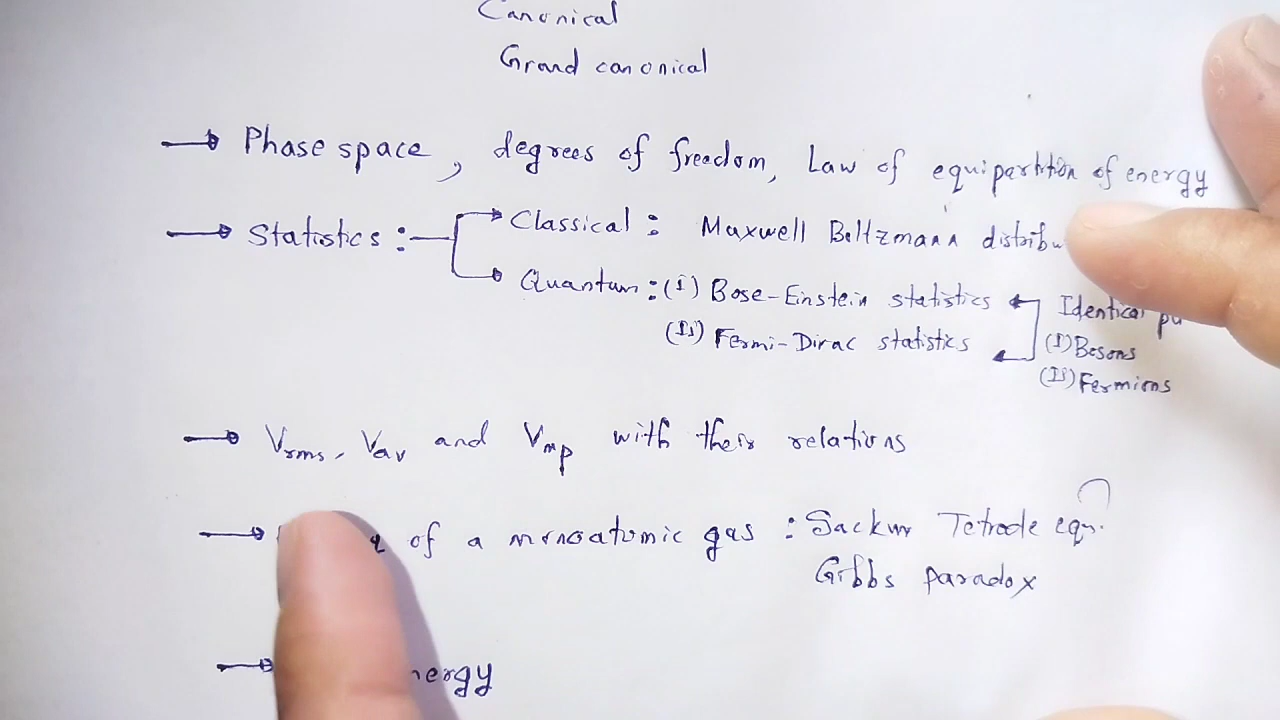 Canonical
Grand canonical
Phase space, degrees of freedom, Law of equipartition of energy
Statistics : Classical : Maxwell Boltzmann
Quantum : (I) Bose-Einstein statistics Identical
(II) Fermi-Dirac statistics (I) Bosons
(II) Fermions
Vrms, Vav and Vmp with their relations
of a monoatomic gas : Sackur Tetrode eqn.
Gibbs paradox